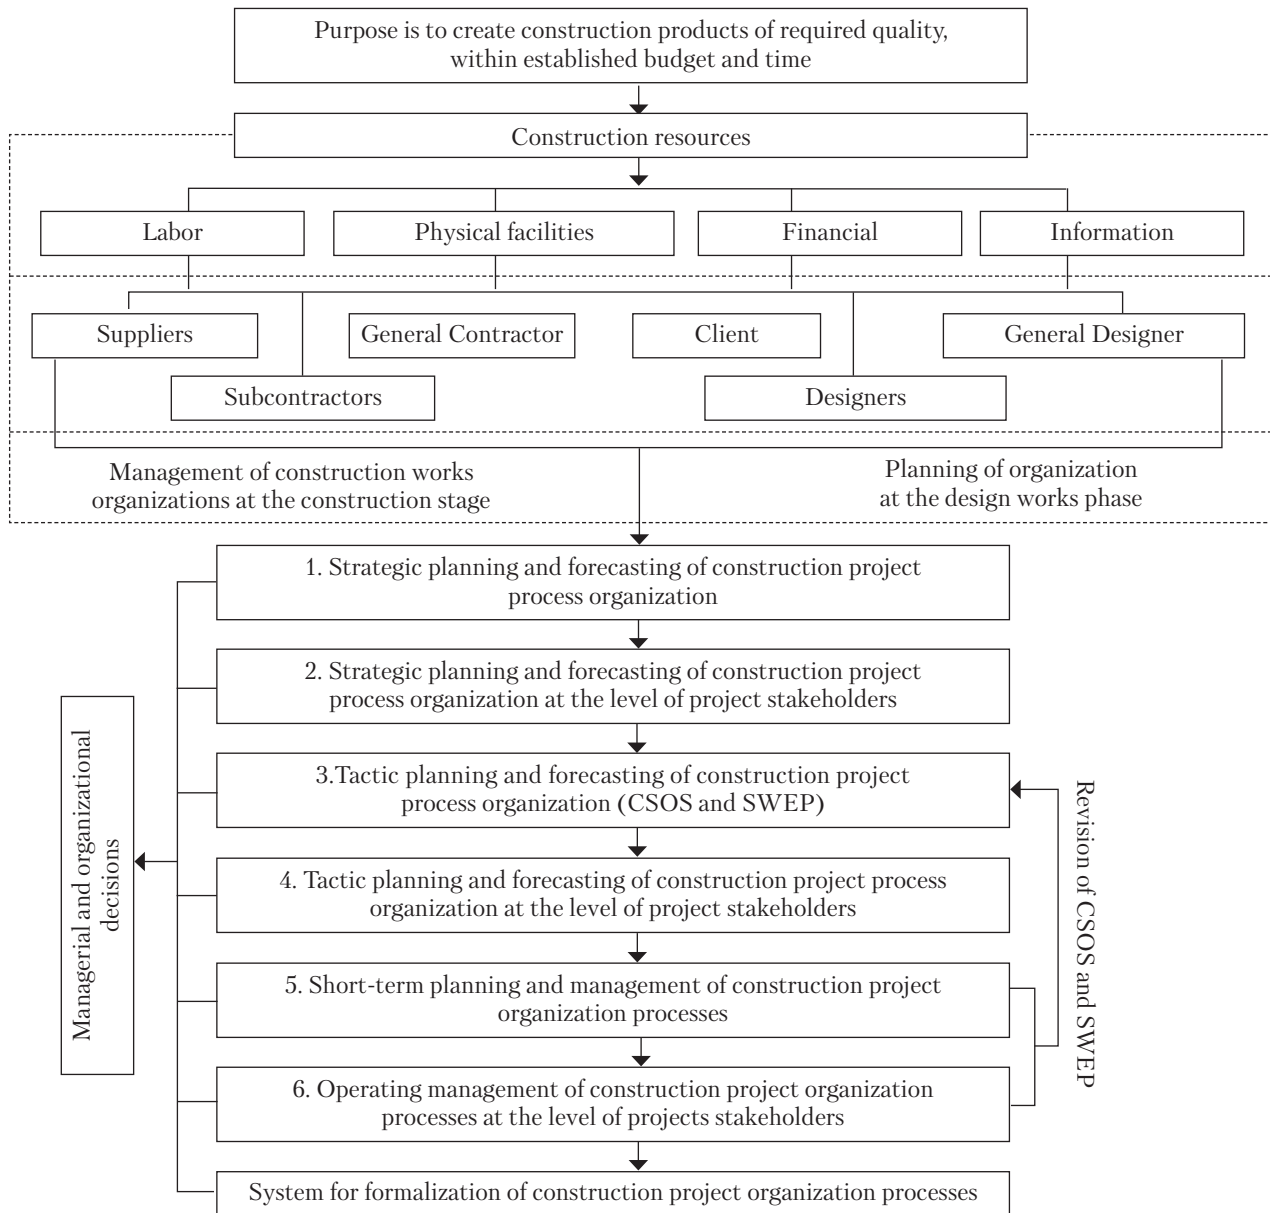 Purpose is to create construction products of required quality,
within established budget and time
Construction resources
Labor
Physical facilities
Financial
Information
Suppliers
General Contractor
Client
General Designer
Subcontractors
Designers
Management of construction works
organizations at the construction stage
Planning of organization
at the design works phase
1. Strategic planning and forecasting of construction project
process organization
2. Strategic planning and forecasting of construction project
process organization at the level of project stakeholders
3.Tactic planning and forecasting of construction project
process organization (CSOS and SWEP)
4. Tactic planning and forecasting of construction project process
organization at the level of project stakeholders
5. Short-term planning and management of construction project
organization processes
6. Operating management of construction project organization
processes at the level of projects stakeholders
System for formalization of construction project organization processes
Managerial and organizational
decisions
Revision of CSOS and SWEP